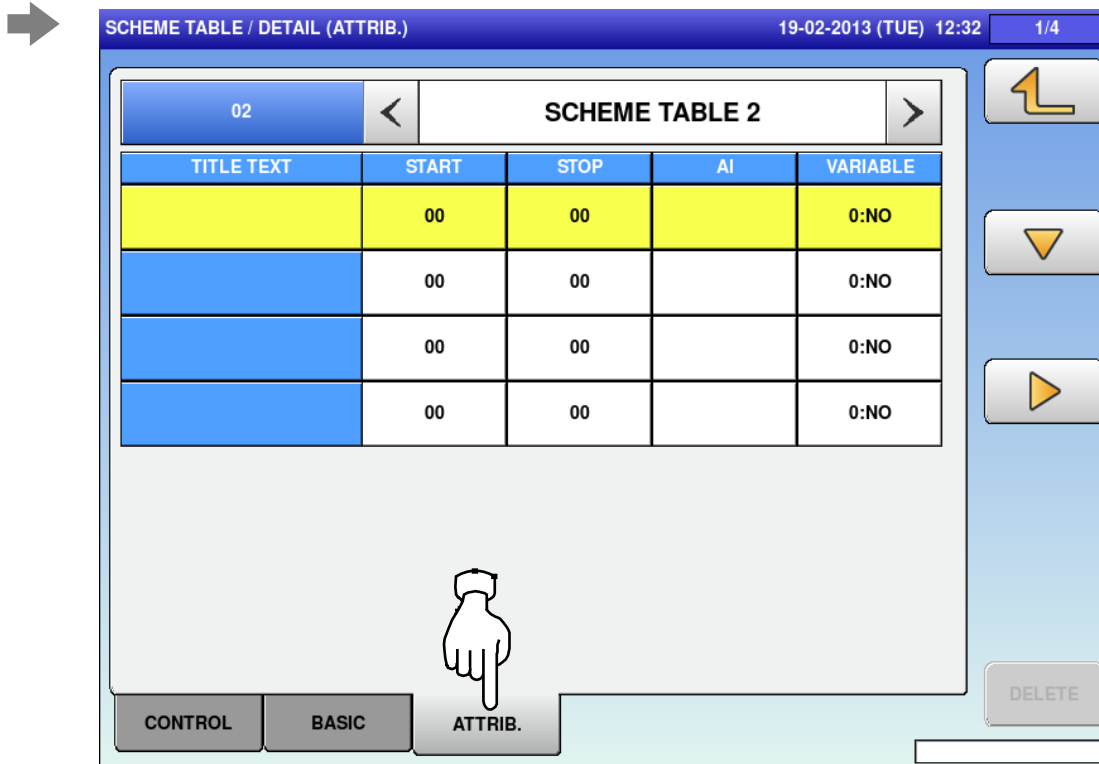 SCHEME TABLE / DETAIL (ATTRIB.) 19-02-2013 (TUE) 12:32 1/4
02 < SCHEME TABLE 2 >
TITLE TEXT START STOP AI VARIABLE
00 00 0:NO
00 00 0:NO
00 00 0:NO
00 00 0:NO
DELETE
CONTROL BASIC ATTRIB.